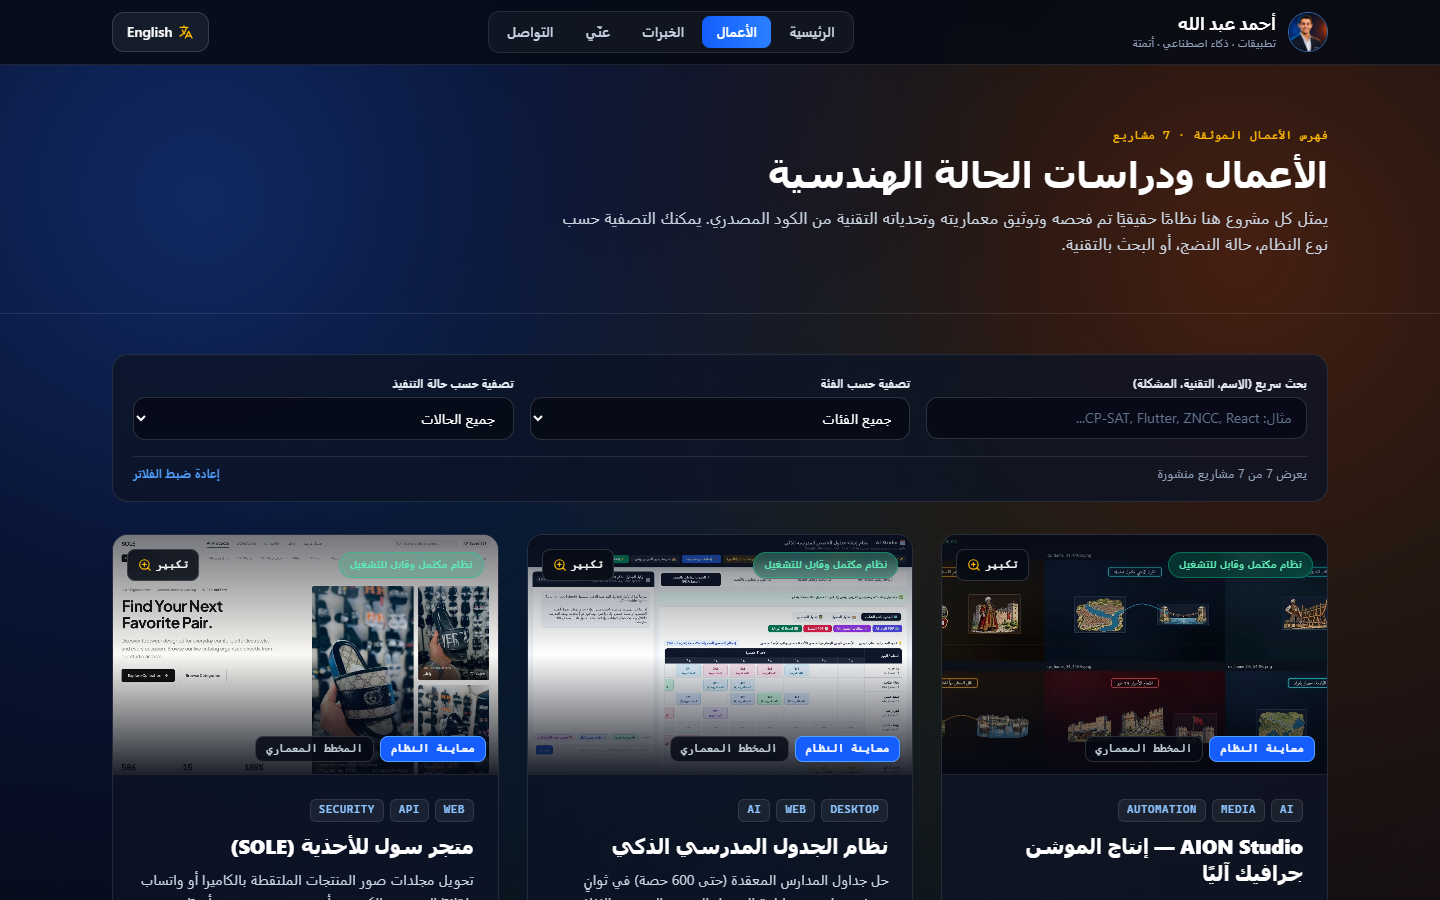 أحمد عبد الله
تطبيقات · ذكاء اصطناعي · أتمتة
الرئيسية
الأعمال
الخبرات
عنّي
التواصل
English
فهرس الأعمال الموثقة · 7 مشاريع
الأعمال ودراسات الحالة الهندسية
يمثل كل مشروع هنا نظامًا حقيقيًا تم فحصه وتوثيق معماريته وتحدياته التقنية من الكود المصدري. يمكنك التصفية حسب
نوع النظام، حالة النضج، أو البحث بالتقنية.
بحث سريع (الاسم، التقنية، المشكلة)
مثال: CP-SAT, Flutter, ZNCC, React...
تصفية حسب الفئة
جميع الفئات
تصفية حسب حالة التنفيذ
جميع الحالات
يعرض 7 من 7 مشاريع منشورة
إعادة ضبط الفلاتر
نظام مكتمل وقابل للتشغيل
تكبير
معاينة النظام
المخطط المعماري
AI
MEDIA
AUTOMATION
AION Studio — إنتاج الموشن
جرافيك آليًا
نظام مكتمل وقابل للتشغيل
تكبير
معاينة النظام
المخطط المعماري
DESKTOP
WEB
AI
نظام الجدول المدرسي الذكي
حل جداول المدارس المعقدة (حتى 600 حصة) في ثوانٍ
نظام مكتمل وقابل للتشغيل
تكبير
SOLE
Find Your Next
Favorite Pair.
Browse Categories
معاينة النظام
المخطط المعماري
506
15
100%
WEB
API
SECURITY
متجر سول للأحذية (SOLE)
تحويل مجلدات صور المنتجات الملتقطة بالكاميرا أو واتساب